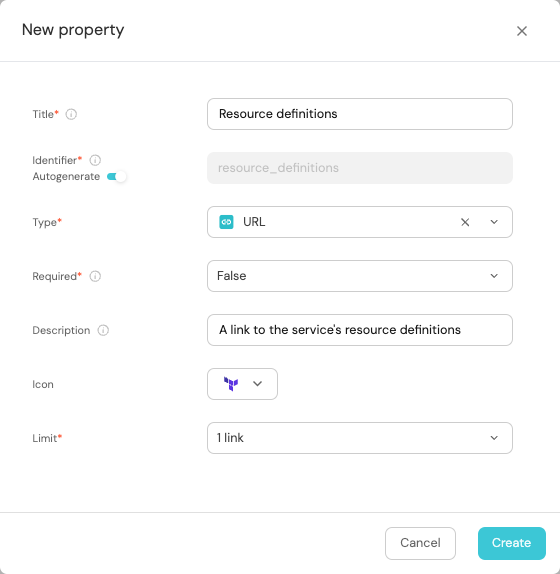 New property
Title*
Resource definitions
Identifier*
Autogenerate
resource_definitions
Type*
URL
Required*
False
Description
A link to the service's resource definitions
Icon
Limit*
1 link
Cancel
Create